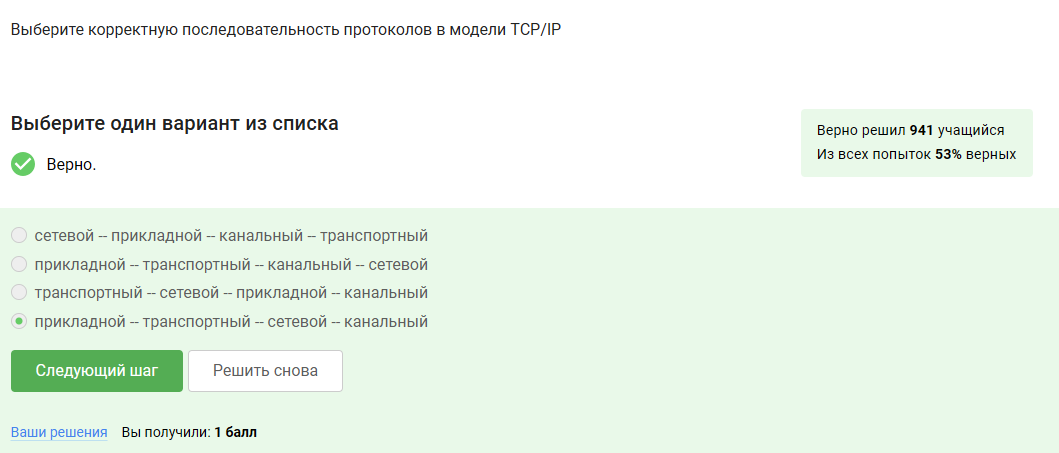 Выберите корректную последовательность протоколов в модели TCP/IP
Выберите один вариант из списка
Верно.
Верно решил 941 учащийся
Из всех попыток 53% верных
сетевой -- прикладной -- канальный -- транспортный
прикладной -- транспортный -- канальный -- сетевой
транспортный -- сетевой -- прикладной -- канальный
прикладной -- транспортный -- сетевой -- канальный
Следующий шаг
Решить снова
Ваши решения Вы получили: 1 балл